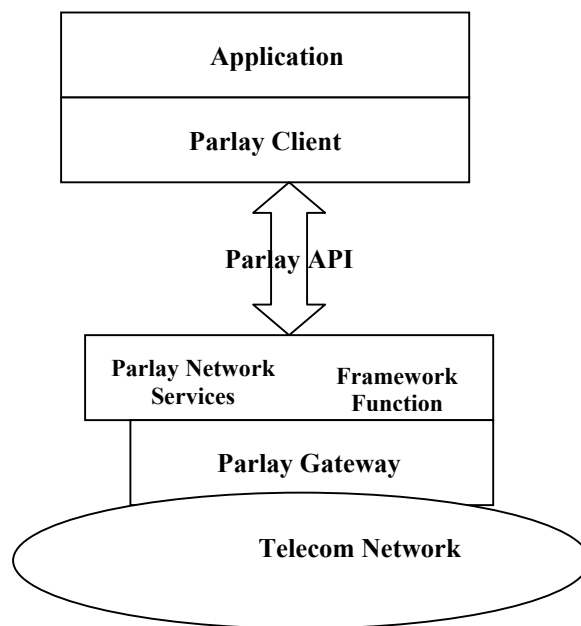 Application
Parlay Client
Parlay API
Parlay Network
Services
Framework
Function
Parlay Gateway
Telecom Network